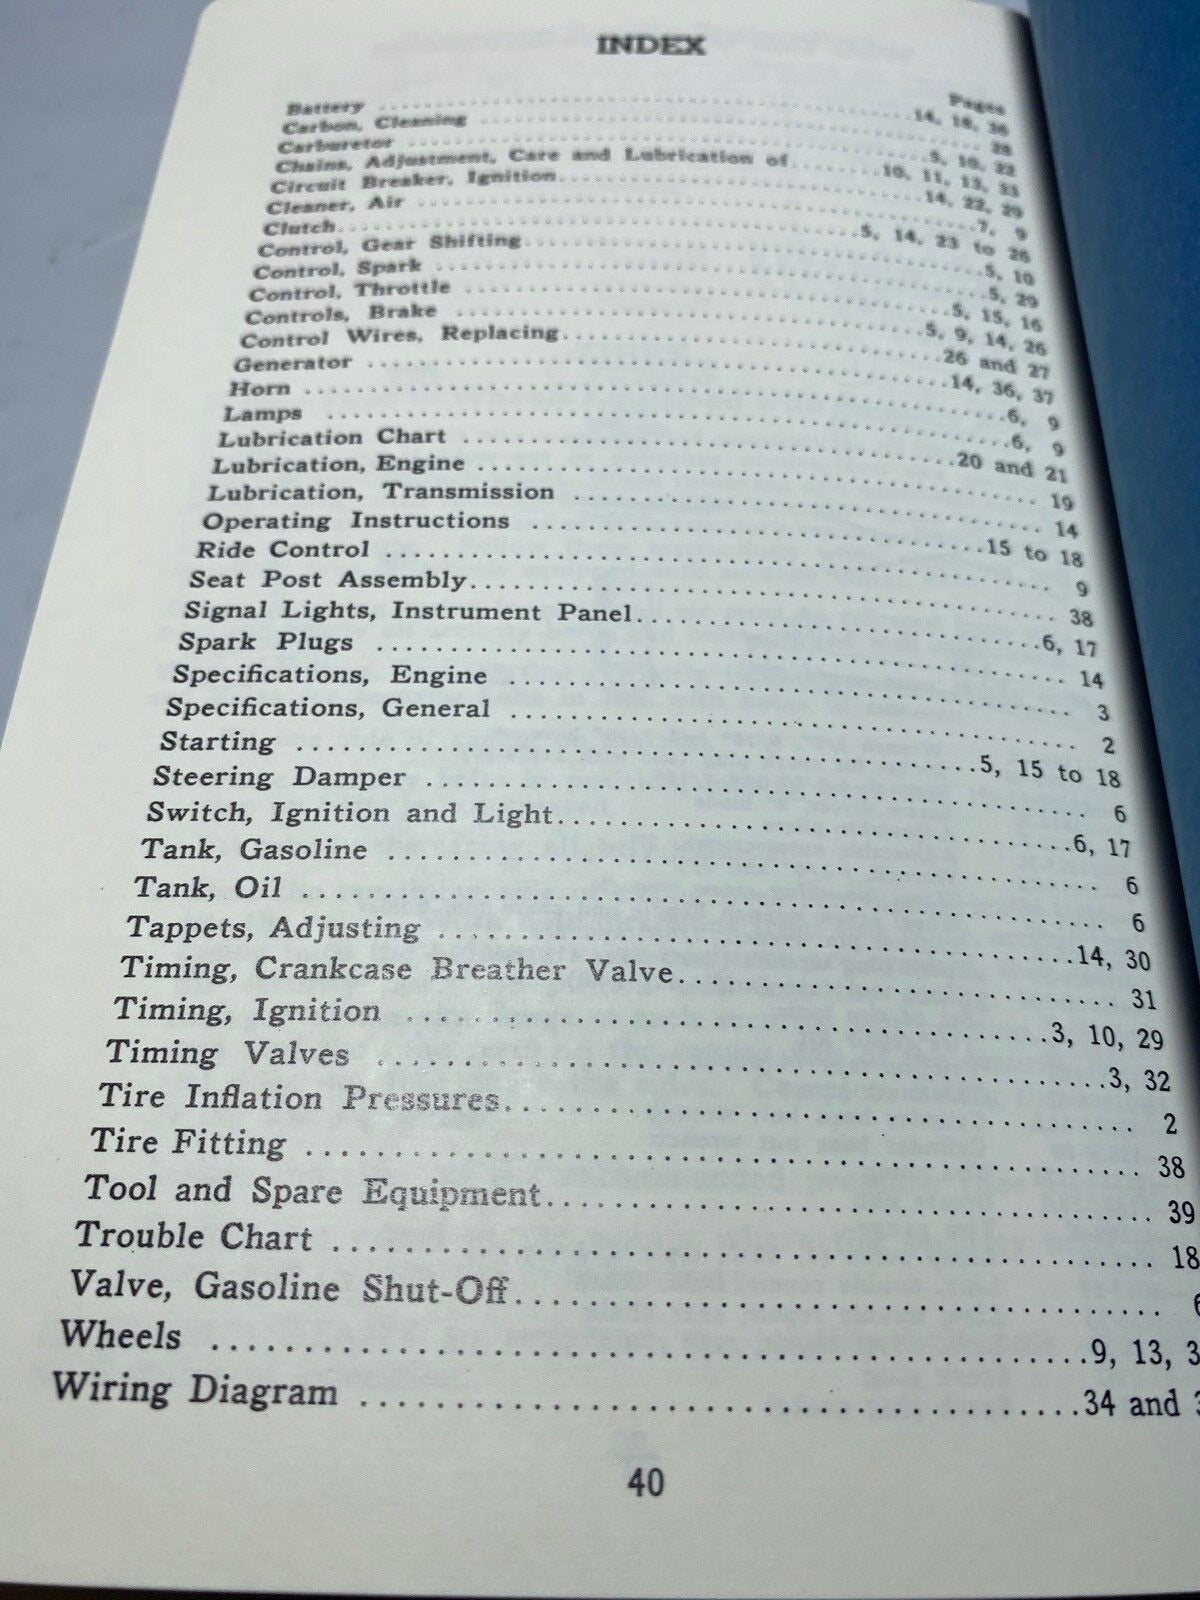 INDEX
Pages
Battery ........ 14, 18, 36
Carbon, Cleaning ........ 28
Carburetor ........ 5, 10, 22
Chains, Adjustment, Care and Lubrication of ........ 10, 11, 13, 33
Circuit Breaker, Ignition ........ 14, 22, 29
Cleaner, Air ........ 7, 9
Clutch ........ 5, 14, 23 to 26
Control, Gear Shifting ........ 5, 10
Control, Spark ........ 5, 29
Control, Throttle ........ 5, 15, 16
Controls, Brake ........ 5, 9, 14, 26
Control Wires, Replacing ........ 26 and 27
Generator ........ 14, 36, 37
Horn ........ 6, 9
Lamps ........ 6, 9
Lubrication Chart ........ 20 and 21
Lubrication, Engine ........ 19
Lubrication, Transmission ........ 14
Operating Instructions ........ 15 to 18
Ride Control ........ 9
Seat Post Assembly ........ 38
Signal Lights, Instrument Panel ........ 6, 17
Spark Plugs ........ 14
Specifications, Engine ........ 3
Specifications, General ........ 2
Starting ........ 5, 15 to 18
Steering Damper ........ 6
Switch, Ignition and Light ........ 6, 17
Tank, Gasoline ........ 6
Tank, Oil ........ 6
Tappets, Adjusting ........ 14, 30
Timing, Crankcase Breather Valve ........ 31
Timing, Ignition ........ 3, 10, 29
Timing Valves ........ 3, 32
Tire Inflation Pressures ........ 2
Tire Fitting ........ 38
Tool and Spare Equipment ........ 39
Trouble Chart ........ 18
Valve, Gasoline Shut-Off ........ 6
Wheels ........ 9, 13, 3
Wiring Diagram ........ 34 and
40